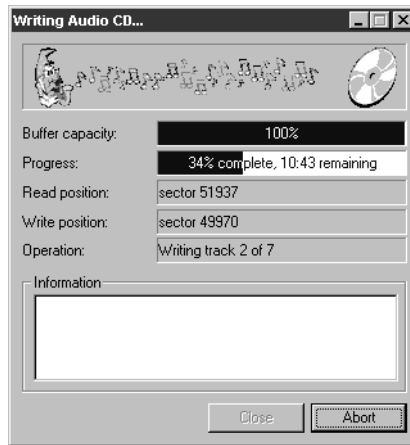 Writing Audio CD...
Buffer capacity: 100%
Progress: 34% complete, 10:43 remaining
Read position: sector 51937
Write position: sector 49970
Operation: Writing track 2 of 7
Information
Close Abort